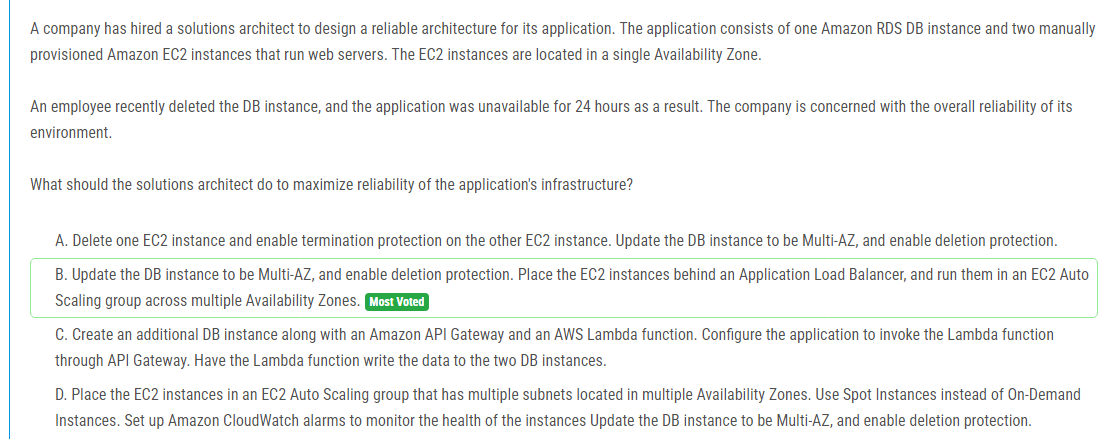 A company has hired a solutions architect to design a reliable architecture for its application. The application consists of one Amazon RDS DB instance and two manually
provisioned Amazon EC2 instances that run web servers. The EC2 instances are located in a single Availability Zone.
An employee recently deleted the DB instance, and the application was unavailable for 24 hours as a result. The company is concerned with the overall reliability of its
environment.
What should the solutions architect do to maximize reliability of the application's infrastructure?
A. Delete one EC2 instance and enable termination protection on the other EC2 instance. Update the DB instance to be Multi-AZ, and enable deletion protection.
B. Update the DB instance to be Multi-AZ, and enable deletion protection. Place the EC2 instances behind an Application Load Balancer, and run them in an EC2 Auto
Scaling group across multiple Availability Zones. Most Voted
C. Create an additional DB instance along with an Amazon API Gateway and an AWS Lambda function. Configure the application to invoke the Lambda function
through API Gateway. Have the Lambda function write the data to the two DB instances.
D. Place the EC2 instances in an EC2 Auto Scaling group that has multiple subnets located in multiple Availability Zones. Use Spot Instances instead of On-Demand
Instances. Set up Amazon CloudWatch alarms to monitor the health of the instances Update the DB instance to be Multi-AZ, and enable deletion protection.